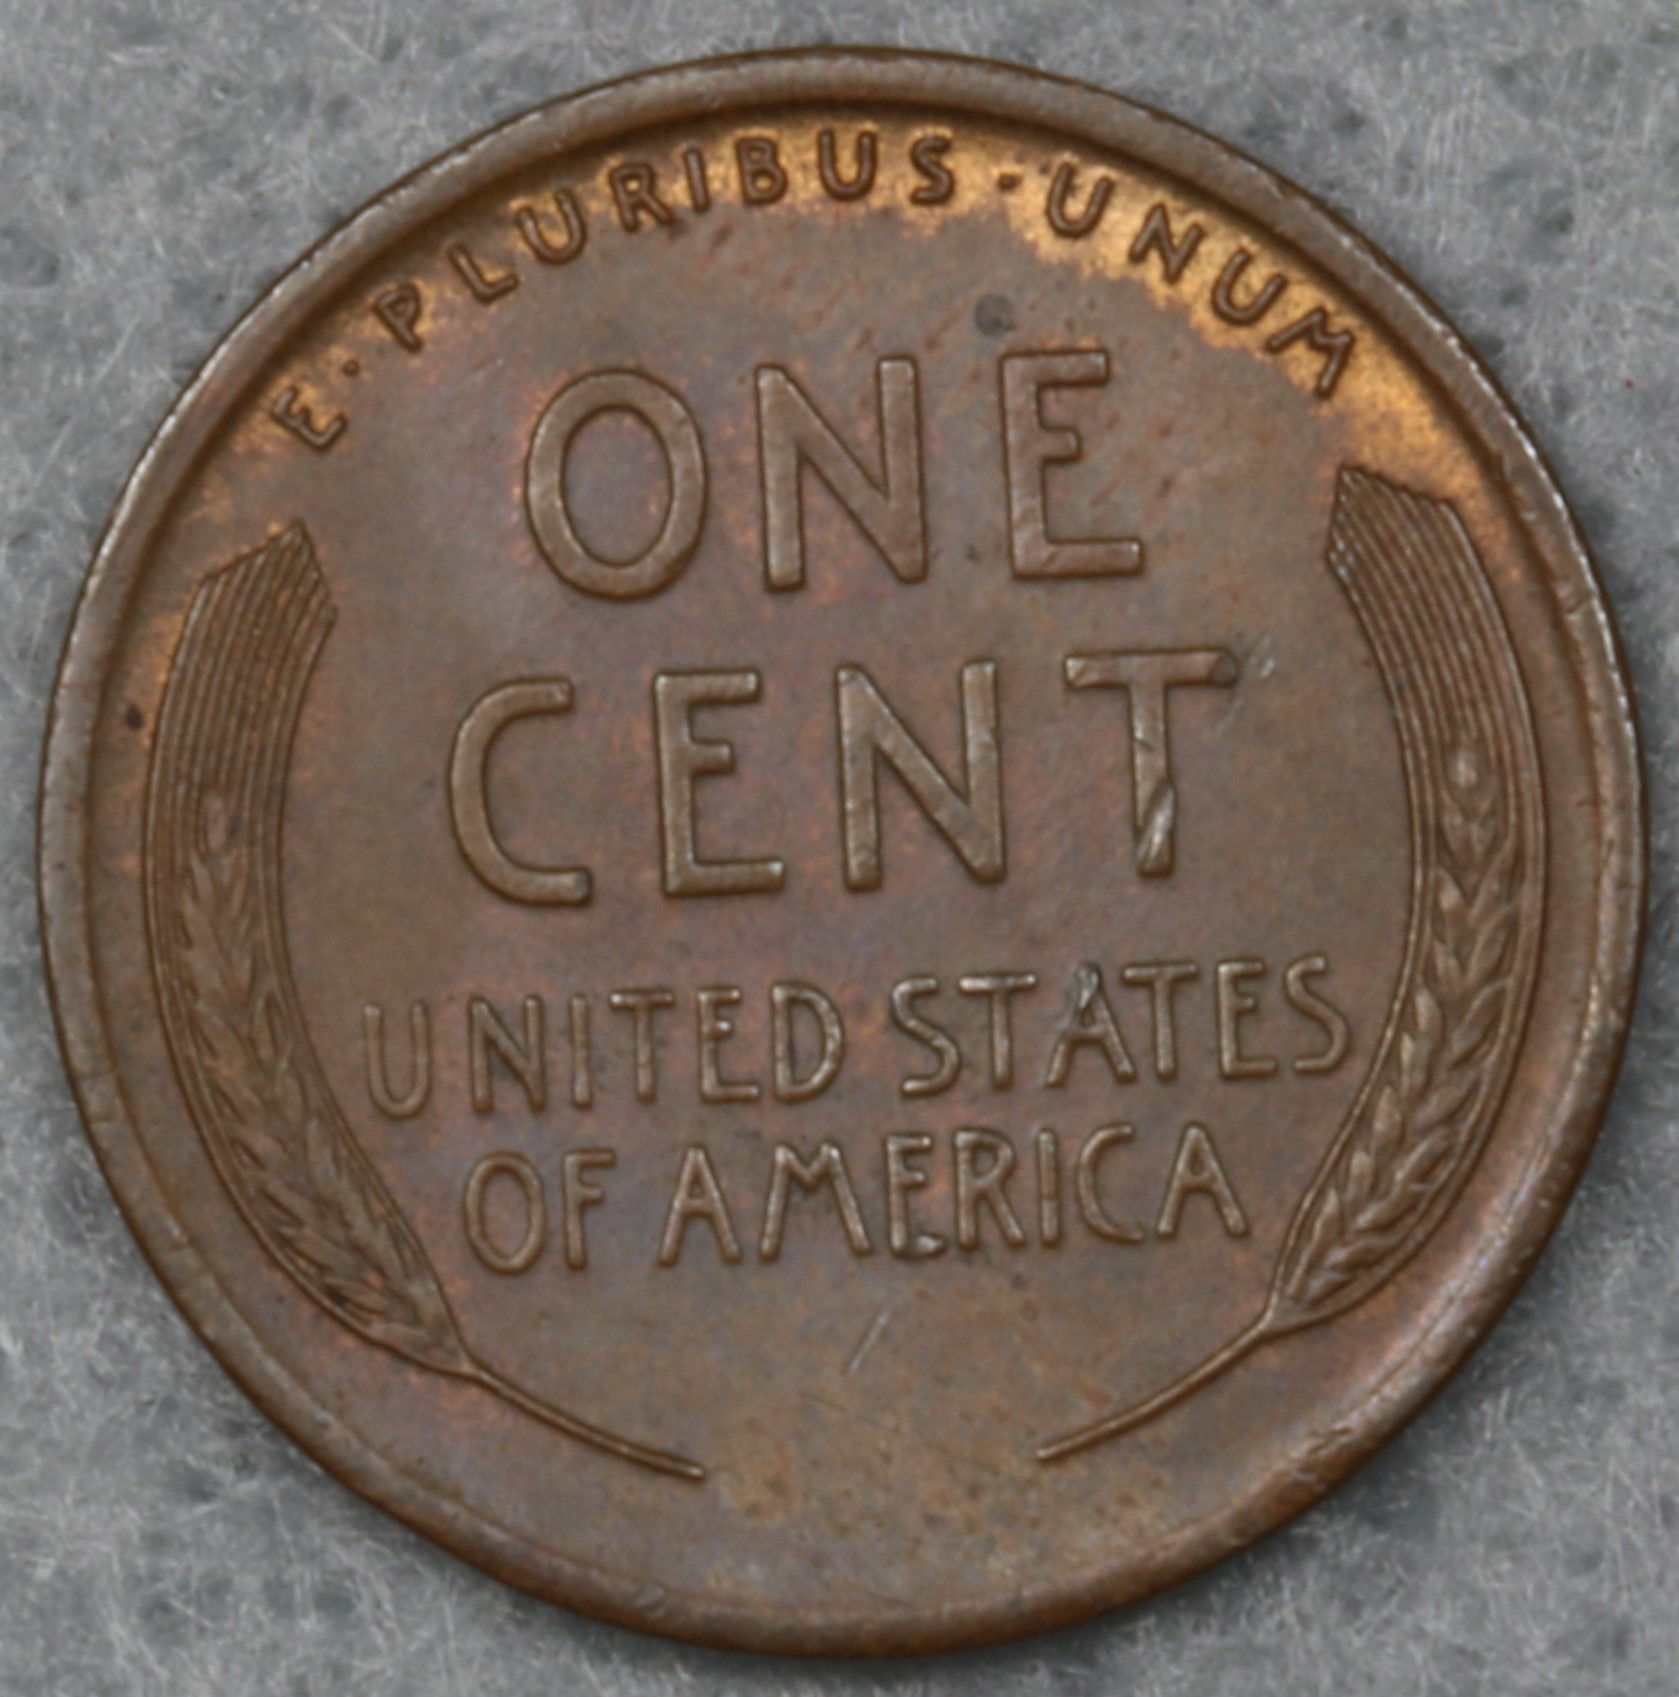 E·PLURIBUS·UNUM
ONE
CENT
UNITED STATES
OF AMERICA